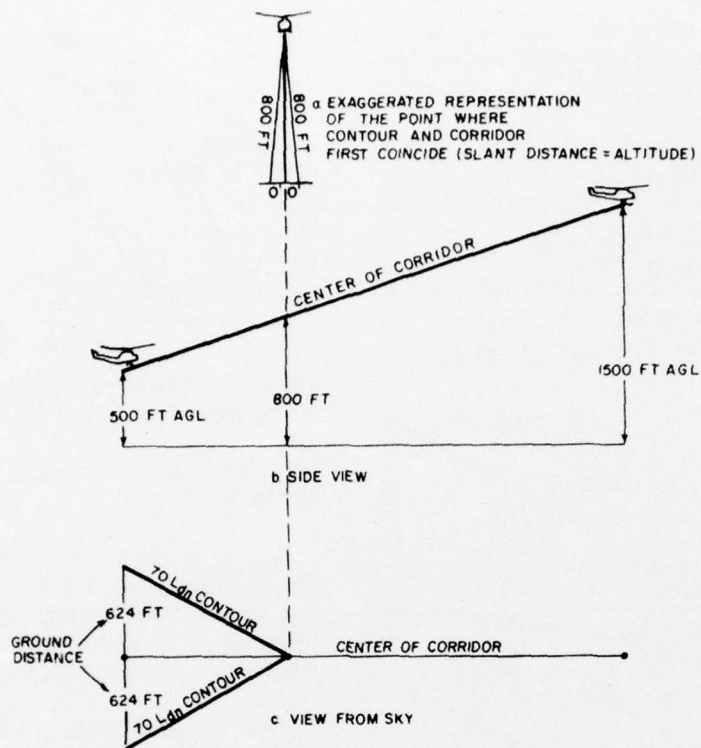 800 FT
800 FT
a EXAGGERATED REPRESENTATION
OF THE POINT WHERE
CONTOUR AND CORRIDOR
FIRST COINCIDE (SLANT DISTANCE = ALTITUDE)
0' 0'
CENTER OF CORRIDOR
500 FT AGL
800 FT
1500 FT AGL
b SIDE VIEW
70 Ldn CONTOUR
624 FT
GROUND
DISTANCE
CENTER OF CORRIDOR
624 FT
70 Ldn CONTOUR
c VIEW FROM SKY